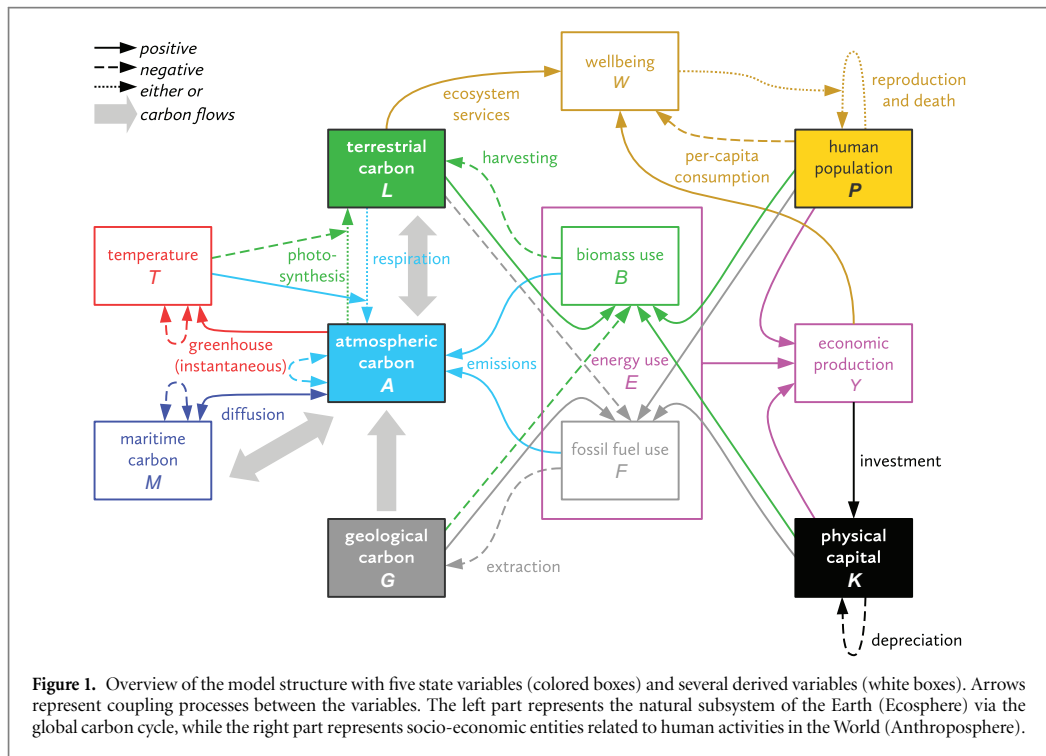 positive
negative
either or
carbon flows
wellbeing
W
reproduction
and death
ecosystem
services
terrestrial
carbon
L
harvesting
per-capita
consumption
human
population
P
temperature
T
photo-
synthesis
respiration
biomass use
B
greenhouse
(instantaneous)
atmospheric
carbon
A
emissions
energy use
E
economic
production
Y
diffusion
maritime
carbon
M
fossil fuel use
F
investment
geological
carbon
G
extraction
physical
capital
K
depreciation
Figure 1. Overview of the model structure with five state variables (colored boxes) and several derived variables (white boxes). Arrows
represent coupling processes between the variables. The left part represents the natural subsystem of the Earth (Ecosphere) via the
global carbon cycle, while the right part represents socio-economic entities related to human activities in the World (Anthroposphere).